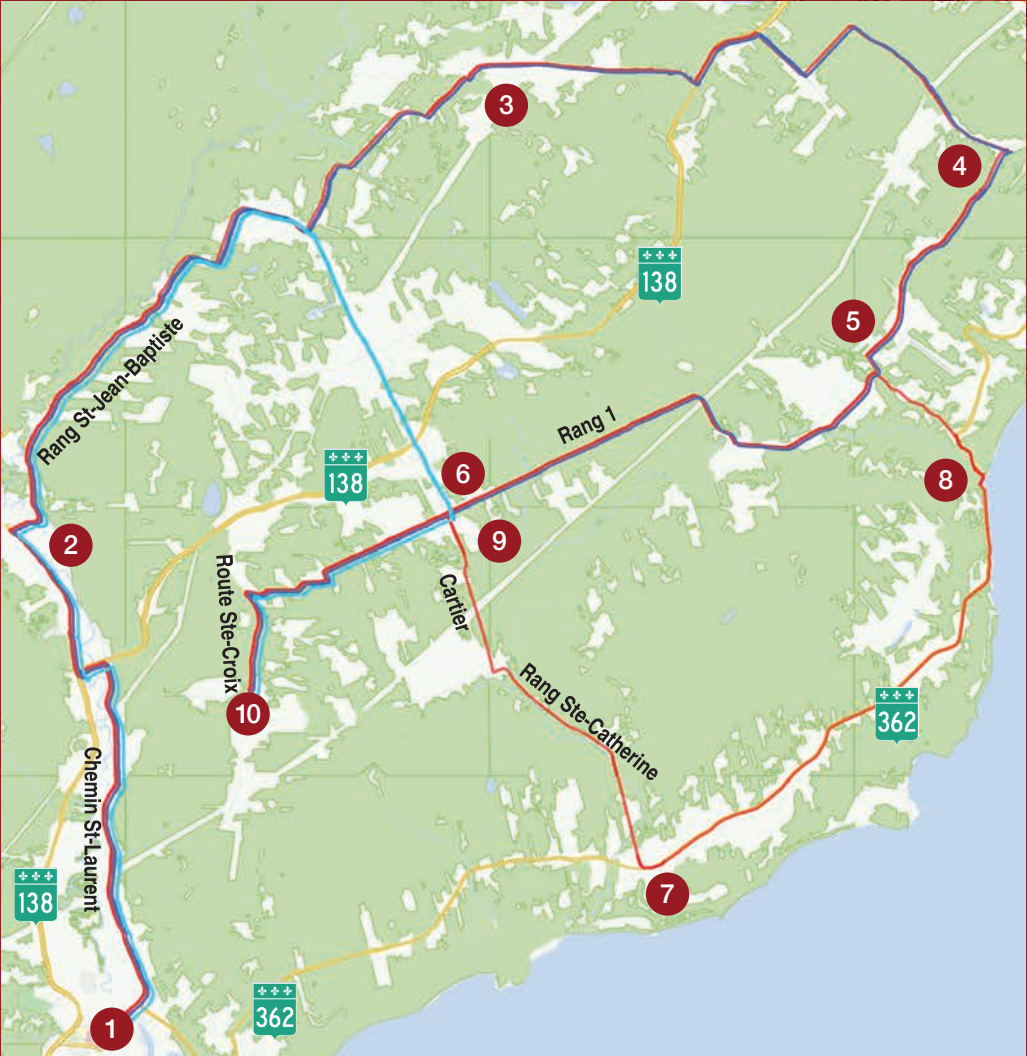 3
4
138
5
Rang St-Jean-Baptiste
Rang 1
6
138
8
2
9
Route Ste-Croix
Cartier
Rang Ste-Catherine
10
362
Chemin St-Laurent
138
7
362
1